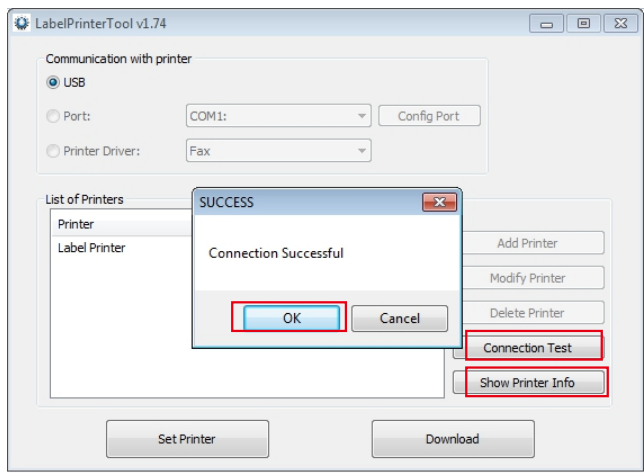 LabelPrinterTool v1.74
Communication with printer
USB
Port:
COM1:
Config Port
Printer Driver:
Fax
List of Printers
Printer
Label Printer
SUCCESS
Connection Successful
OK
Cancel
Add Printer
Modify Printer
Delete Printer
Connection Test
Show Printer Info
Set Printer
Download